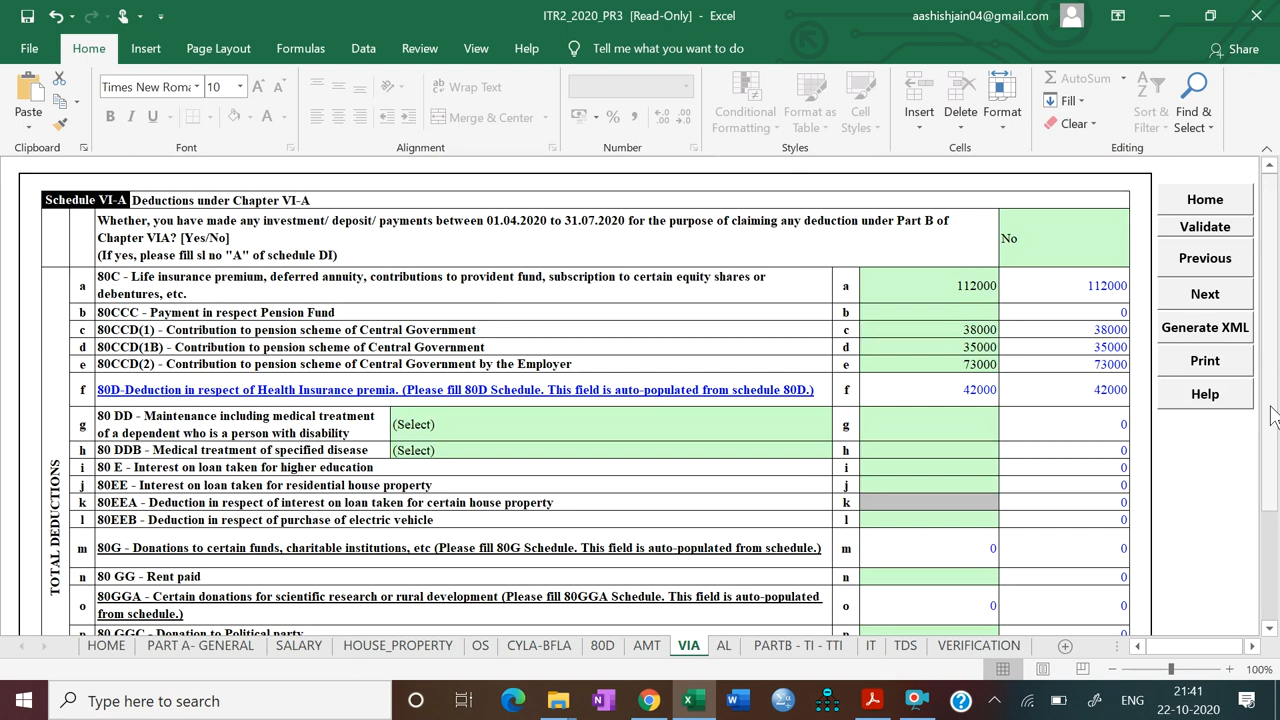 ITR2_2020_PR3 [Read-Only] - Excel
aashishjain04@gmail.com
File Home Insert Page Layout Formulas Data Review View Help Tell me what you want to do Share
Paste
Clipboard
Times New Roma 10
B I U
Font
Wrap Text
Merge & Center
Alignment
%
Number
Conditional Formatting
Format as Table
Cell Styles
Styles
Insert Delete Format
Cells
AutoSum
Fill
Clear
Sort & Filter
Find & Select
Editing
Schedule VI-A Deductions under Chapter VI-A
Whether, you have made any investment/ deposit/ payments between 01.04.2020 to 31.07.2020 for the purpose of claiming any deduction under Part B of
Chapter VIA? [Yes/No]
(If yes, please fill sl no "A" of schedule DI)
No
TOTAL DEDUCTIONS
a 80C - Life insurance premium, deferred annuity, contributions to provident fund, subscription to certain equity shares or
debentures, etc. a 112000 112000
b 80CCC - Payment in respect Pension Fund b 0
c 80CCD(1) - Contribution to pension scheme of Central Government c 38000 38000
d 80CCD(1B) - Contribution to pension scheme of Central Government d 35000 35000
e 80CCD(2) - Contribution to pension scheme of Central Government by the Employer e 73000 73000
f 80D-Deduction in respect of Health Insurance premia. (Please fill 80D Schedule. This field is auto-populated from schedule 80D.) f 42000 42000
g 80 DD - Maintenance including medical treatment
of a dependent who is a person with disability (Select) g 0
h 80 DDB - Medical treatment of specified disease (Select) h 0
i 80 E - Interest on loan taken for higher education i 0
j 80EE - Interest on loan taken for residential house property j 0
k 80EEA - Deduction in respect of interest on loan taken for certain house property k 0
l 80EEB - Deduction in respect of purchase of electric vehicle l 0
m 80G - Donations to certain funds, charitable institutions, etc (Please fill 80G Schedule. This field is auto-populated from schedule.) m 0 0
n 80 GG - Rent paid n 0
o 80GGA - Certain donations for scientific research or rural development (Please fill 80GGA Schedule. This field is auto-populated
from schedule.) o 0 0
80 GGC - Donation to Political party
Home
Validate
Previous
Next
Generate XML
Print
Help
HOME PART A- GENERAL SALARY HOUSE_PROPERTY OS CYLA-BFLA 80D AMT VIA AL PARTB - TI - TTI IT TDS VERIFICATION
100%
Type here to search
ENG
21:41
22-10-2020